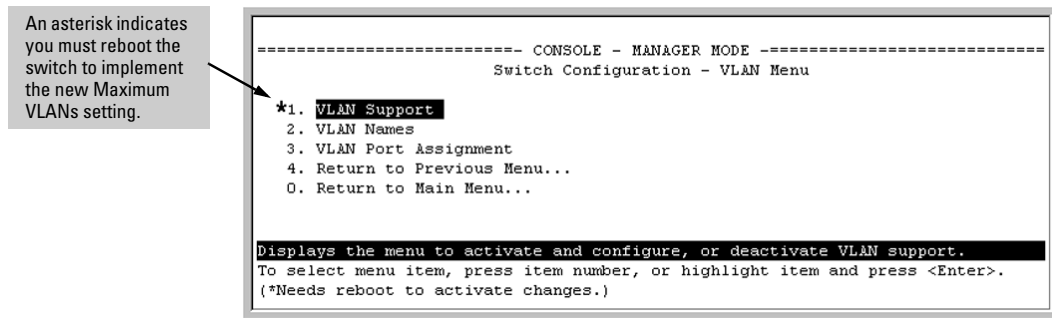 An asterisk indicates
you must reboot the
switch to implement
the new Maximum
VLANs setting.
===========================- CONSOLE - MANAGER MODE -============================
Switch Configuration - VLAN Menu
*1. VLAN Support
2. VLAN Names
3. VLAN Port Assignment
4. Return to Previous Menu...
0. Return to Main Menu...
Displays the menu to activate and configure, or deactivate VLAN support.
To select menu item, press item number, or highlight item and press <Enter>.
(*Needs reboot to activate changes.)